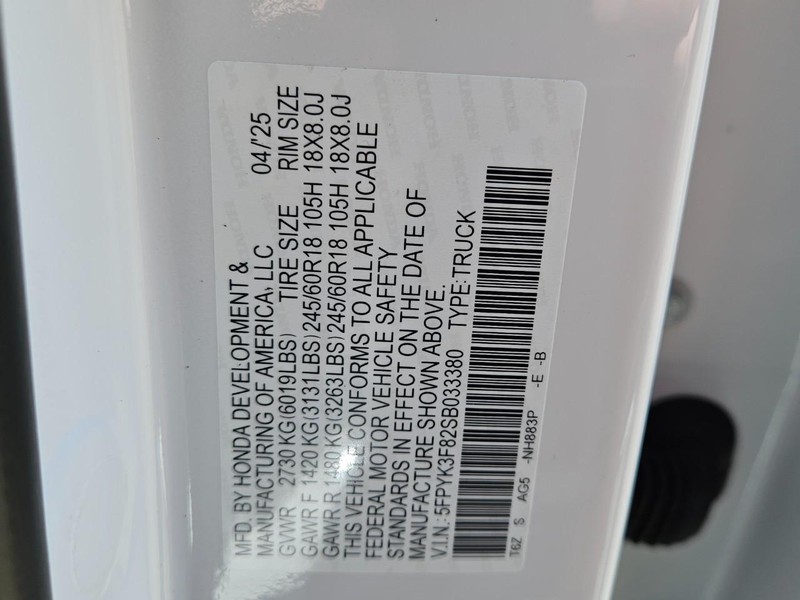 MFD. BY HONDA DEVELOPMENT &
MANUFACTURING OF AMERICA, LLC 04/'25
GVWR 2730 KG(6019LBS) TIRE SIZE RIM SIZE
GAWR F 1420 KG(3131LBS)245/60R18 105H 18X8.0J
GAWR R 1480 KG(3263LBS)245/60R18 105H 18X8.0J
THIS VEHICLE CONFORMS TO ALL APPLICABLE
FEDERAL MOTOR VEHICLE SAFETY
STANDARDS IN EFFECT ON THE DATE OF
MANUFACTURE SHOWN ABOVE.
V.I.N.:5FPYK3F82SB033380 TYPE:TRUCK
T6Z S AG5 -NH883P -E -B